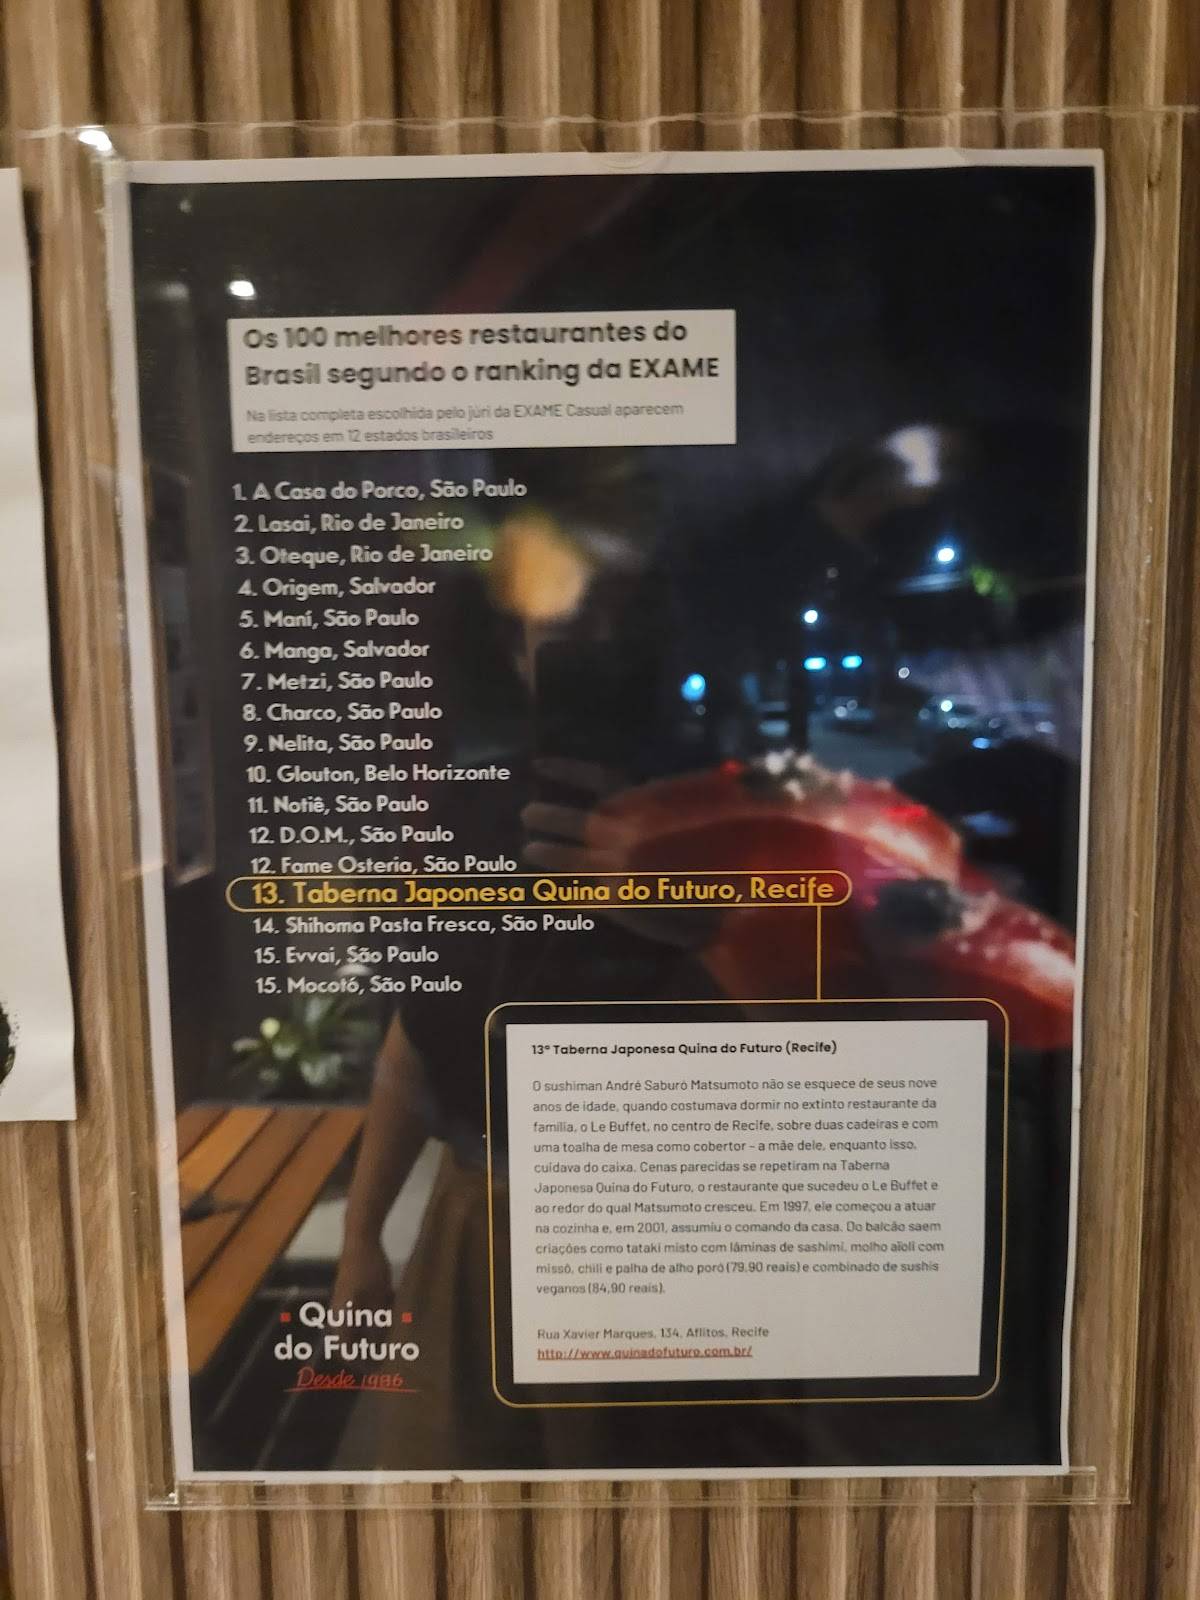 Os 100 melhores restaurantes do
Brasil segundo o ranking da EXAME
Na lista completa escolhida pelo júri da EXAME Casual aparecem
endereços em 12 estados brasileiros
1. A Casa do Porco, São Paulo
2. Lasai, Rio de Janeiro
3. Oteque, Rio de Janeiro
4. Origem, Salvador
5. Maní, São Paulo
6. Manga, Salvador
7. Metzi, São Paulo
8. Charco, São Paulo
9. Nelita, São Paulo
10. Glouton, Belo Horizonte
11. Notiê, São Paulo
12. D.O.M., São Paulo
12. Fame Osteria, São Paulo
13. Taberna Japonesa Quina do Futuro, Recife
14. Shihoma Pasta Fresca, São Paulo
15. Evvai, São Paulo
15. Mocotó, São Paulo
13º Taberna Japonesa Quina do Futuro (Recife)
O sushiman André Saburó Matsumoto não se esquece de seus nove
anos de idade, quando costumava dormir no extinto restaurante da
família, o Le Buffet, no centro de Recife, sobre duas cadeiras e com
uma toalha de mesa como cobertor – a mãe dele, enquanto isso,
cuidava do caixa. Cenas parecidas se repetiram na Taberna
Japonesa Quina do Futuro, o restaurante que sucedeu o Le Buffet e
ao redor do qual Matsumoto cresceu. Em 1997, ele começou a atuar
na cozinha e, em 2001, assumiu o comando da casa. Do balcão saem
criações como tataki misto com lâminas de sashimi, molho aïoli com
missô, chili e palha de alho poró (79,90 reais) e combinado de sushis
veganos (84,90 reais).
Rua Xavier Marques, 134, Aflitos, Recife
http://www.quinadofuturo.com.br/
Quina
do Futuro
Desde 1986